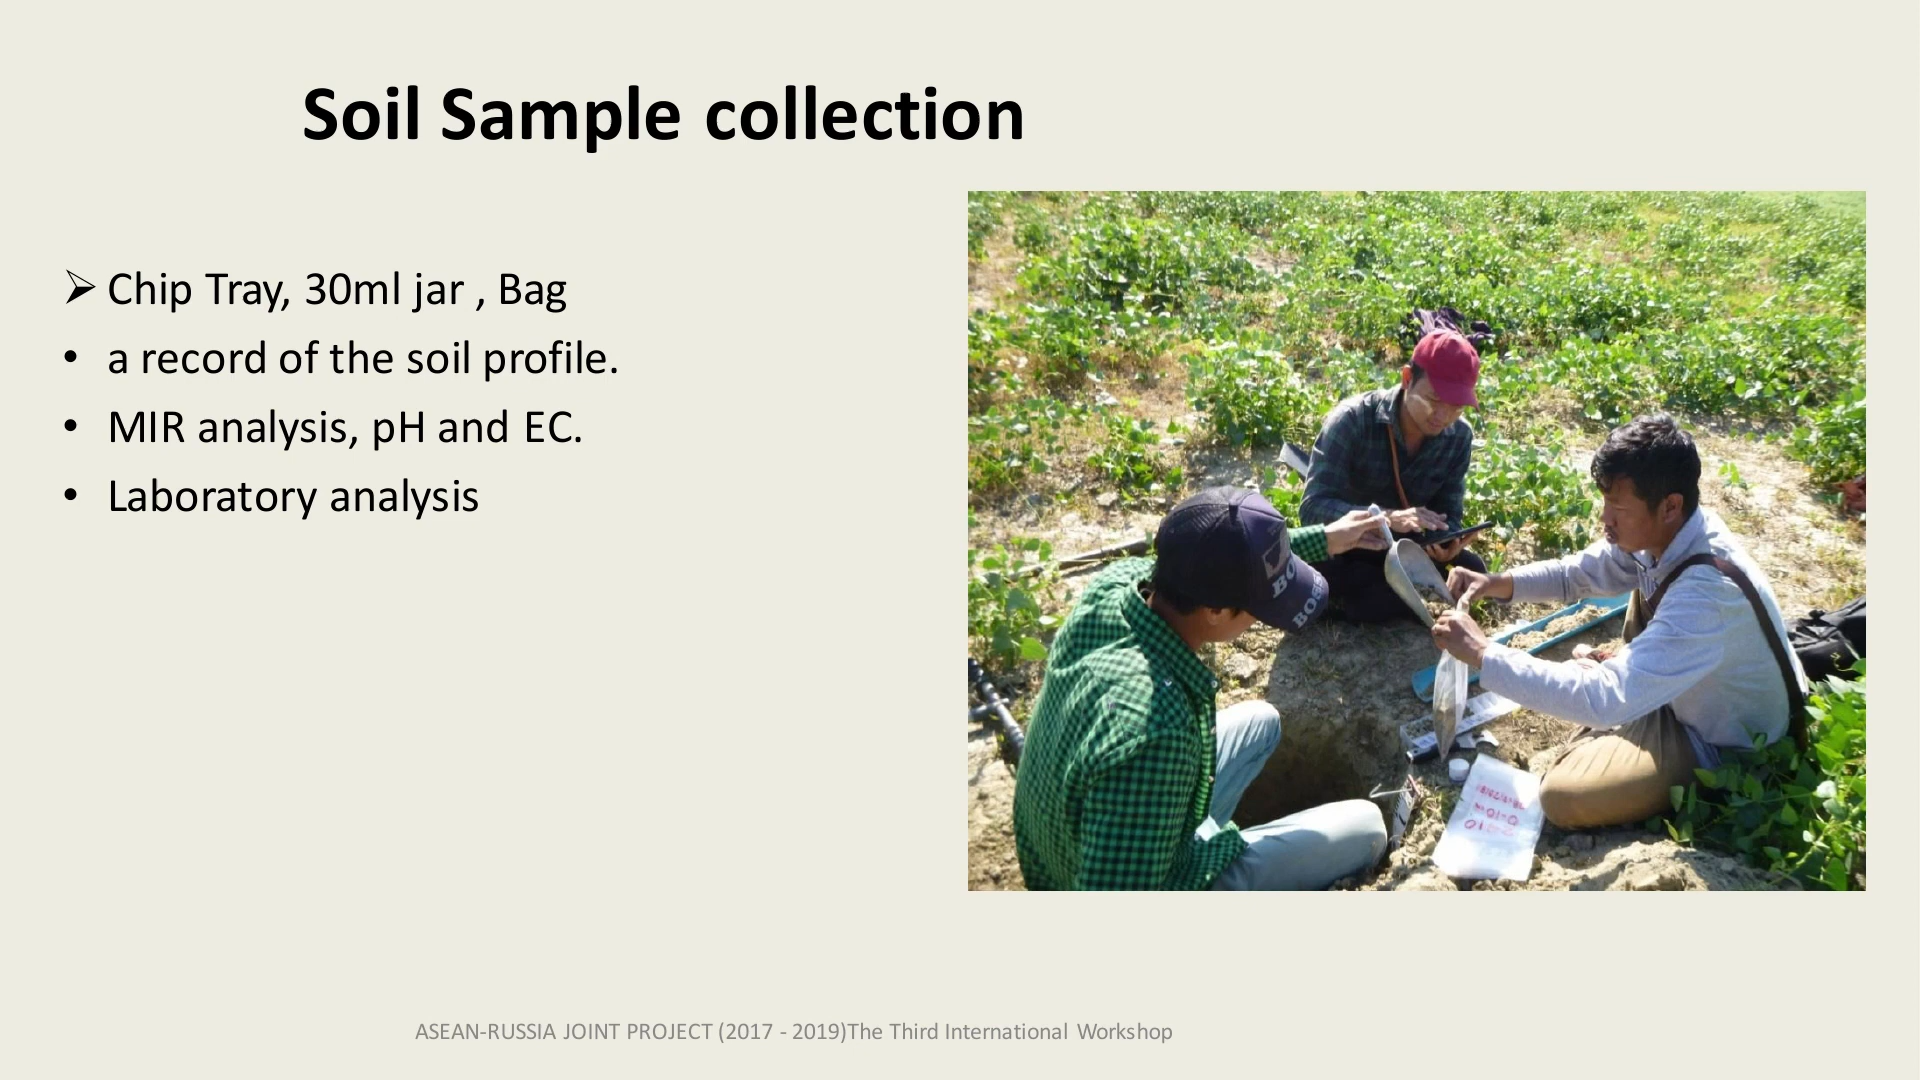 Soil Sample collection
➢ Chip Tray, 30ml jar , Bag
• a record of the soil profile.
• MIR analysis, pH and EC.
• Laboratory analysis
BOS
ASEAN-RUSSIA JOINT PROJECT (2017 - 2019)The Third International Workshop